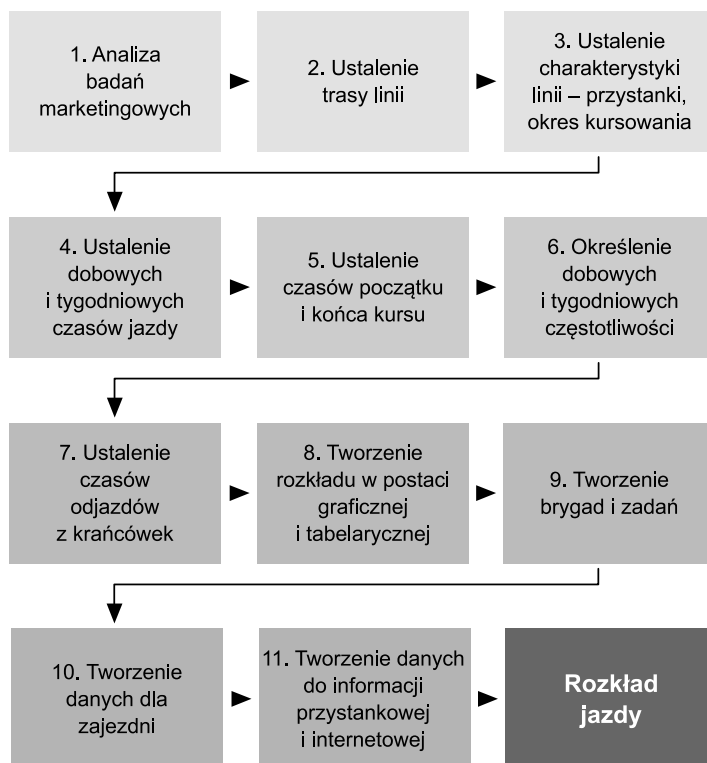 1. Analiza
badań
marketingowych
2. Ustalenie
trasy linii
3. Ustalenie
charakterystyki
linii – przystanki,
okres kursowania
4. Ustalenie
dobowych
i tygodniowych
czasów jazdy
5. Ustalenie
czasów początku
i końca kursu
6. Określenie
dobowych
i tygodniowych
częstotliwości
7. Ustalenie
czasów
odjazdów
z krańcówek
8. Tworzenie
rozkładu w postaci
graficznej
i tabelarycznej
9. Tworzenie
brygad i zadań
10. Tworzenie
danych dla
zajezdni
11. Tworzenie danych
do informacji
przystankowej
i internetowej
Rozkład
jazdy